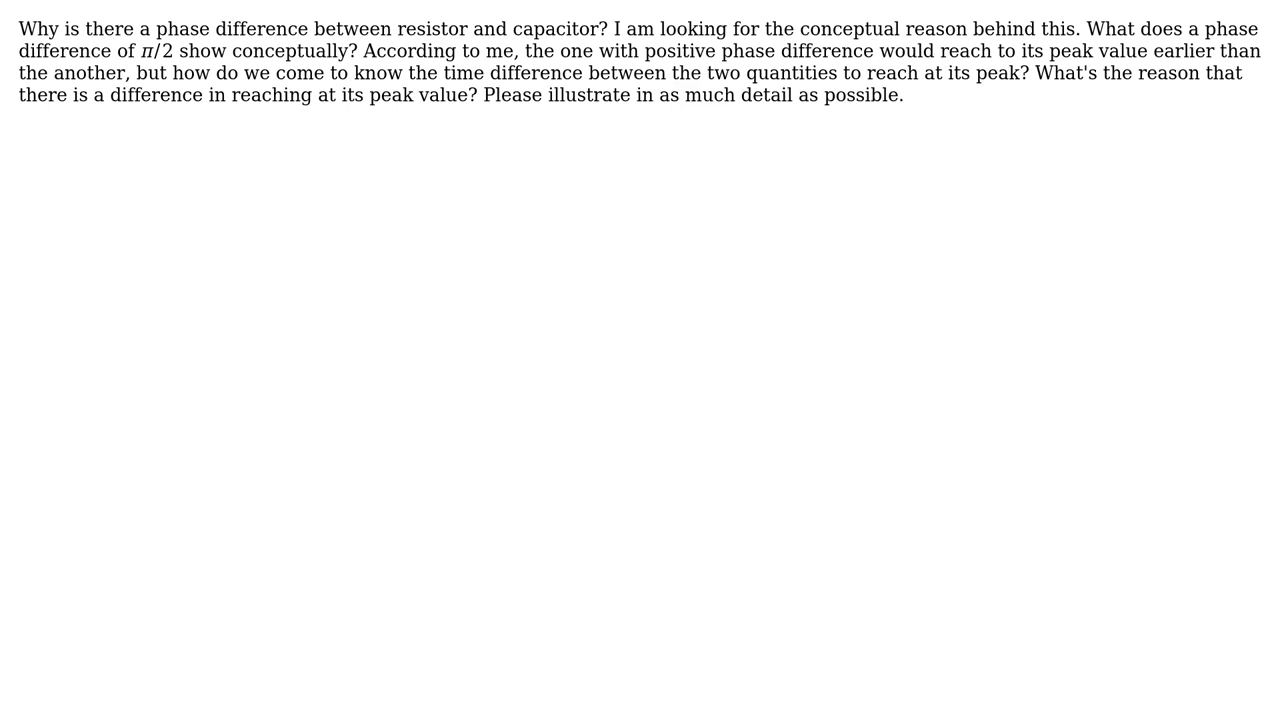 Why is there a phase difference between resistor and capacitor? I am looking for the conceptual reason behind this. What does a phase
difference of π/2 show conceptually? According to me, the one with positive phase difference would reach to its peak value earlier than
the another, but how do we come to know the time difference between the two quantities to reach at its peak? What's the reason that
there is a difference in reaching at its peak value? Please illustrate in as much detail as possible.